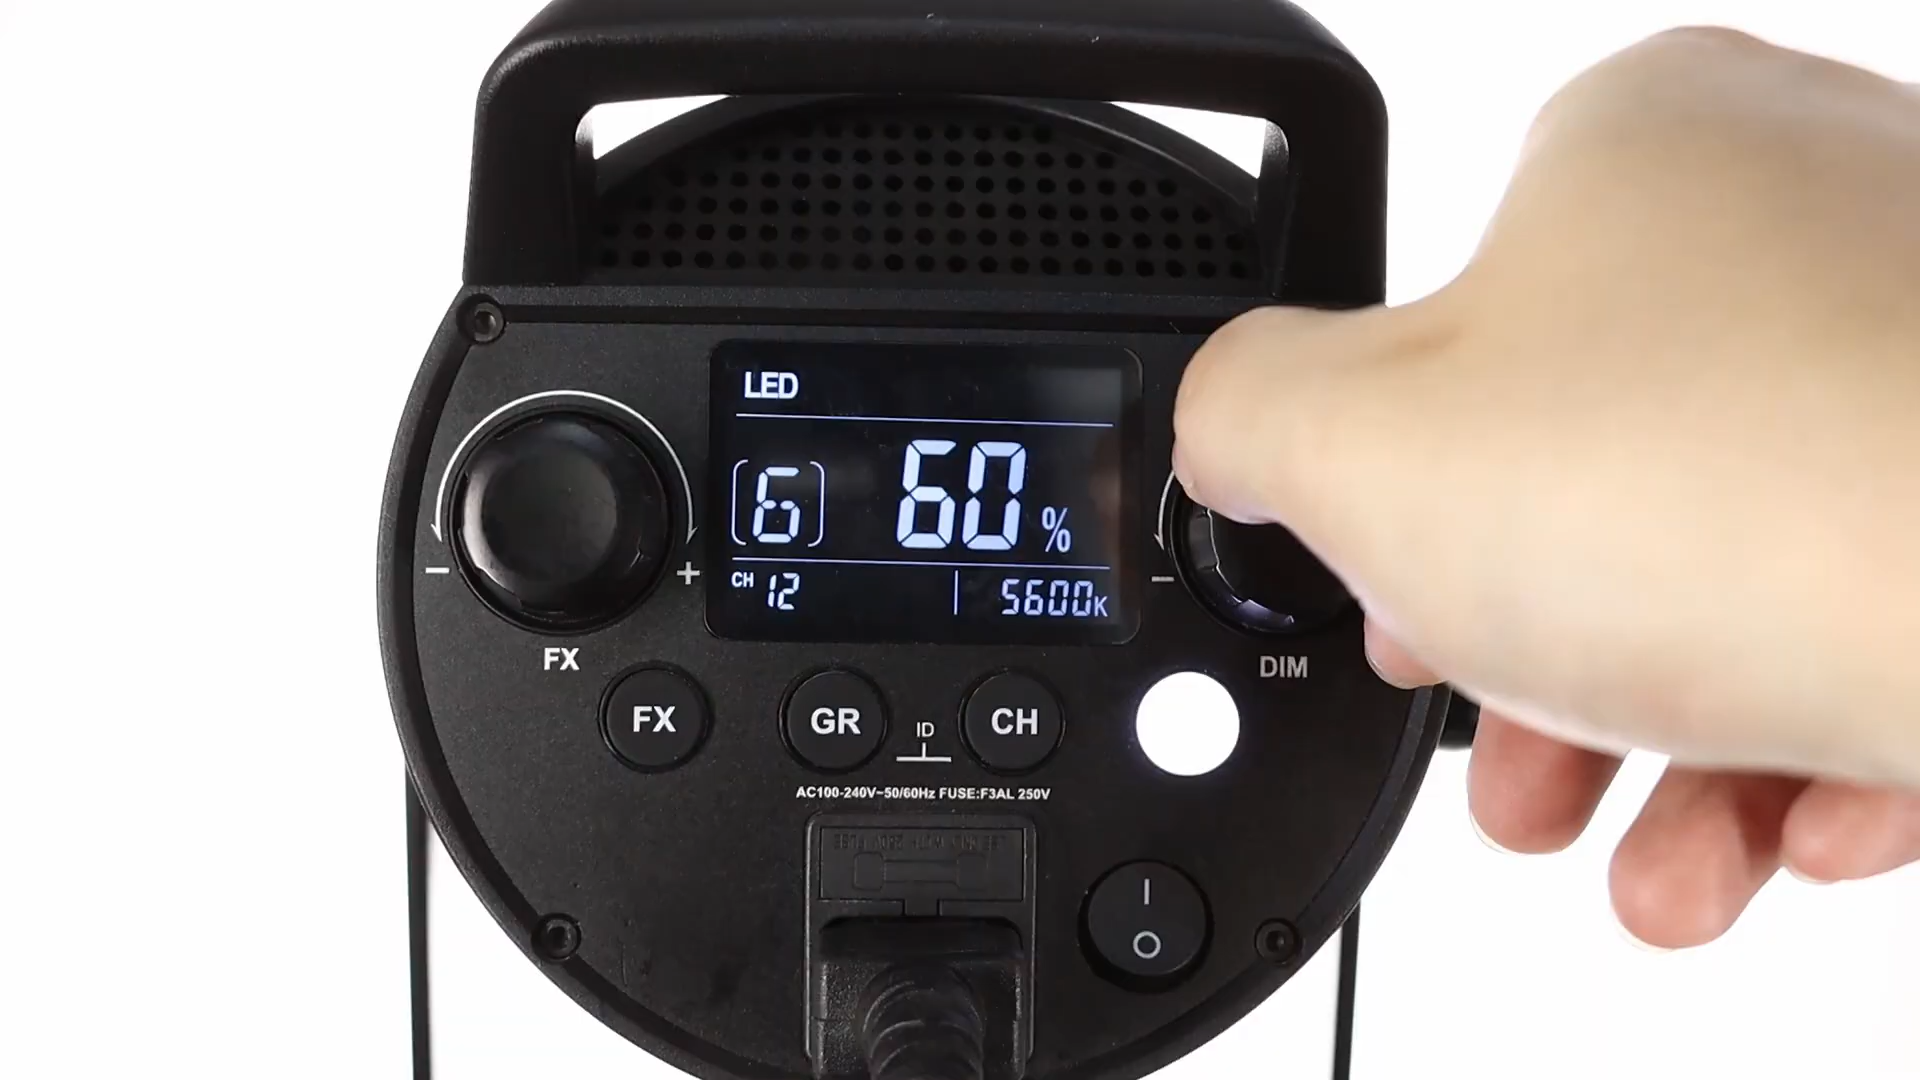 LED
[6] 60 %
CH 12 | 5600K
− + −
FX DIM
FX GR ID CH
AC100-240V~50/60Hz FUSE:F3AL 250V
I
O